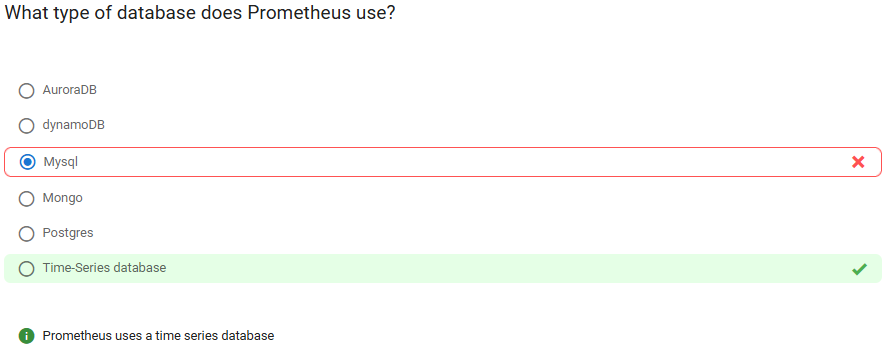 What type of database does Prometheus use?
AuroraDB
dynamoDB
Mysql
Mongo
Postgres
Time-Series database
Prometheus uses a time series database